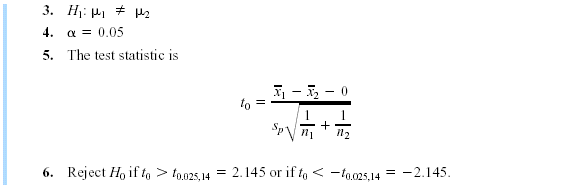 3. H₁: μ₁ ≠ μ₂
4. α = 0.05
5. The test statistic is
t₀ = (x̄₁ − x̄₂ − 0) / (sₚ√(1/n₁ + 1/n₂))
6. Reject H₀ if t₀ > t₀.₀₂₅,₁₄ = 2.145 or if t₀ < −t₀.₀₂₅,₁₄ = −2.145.